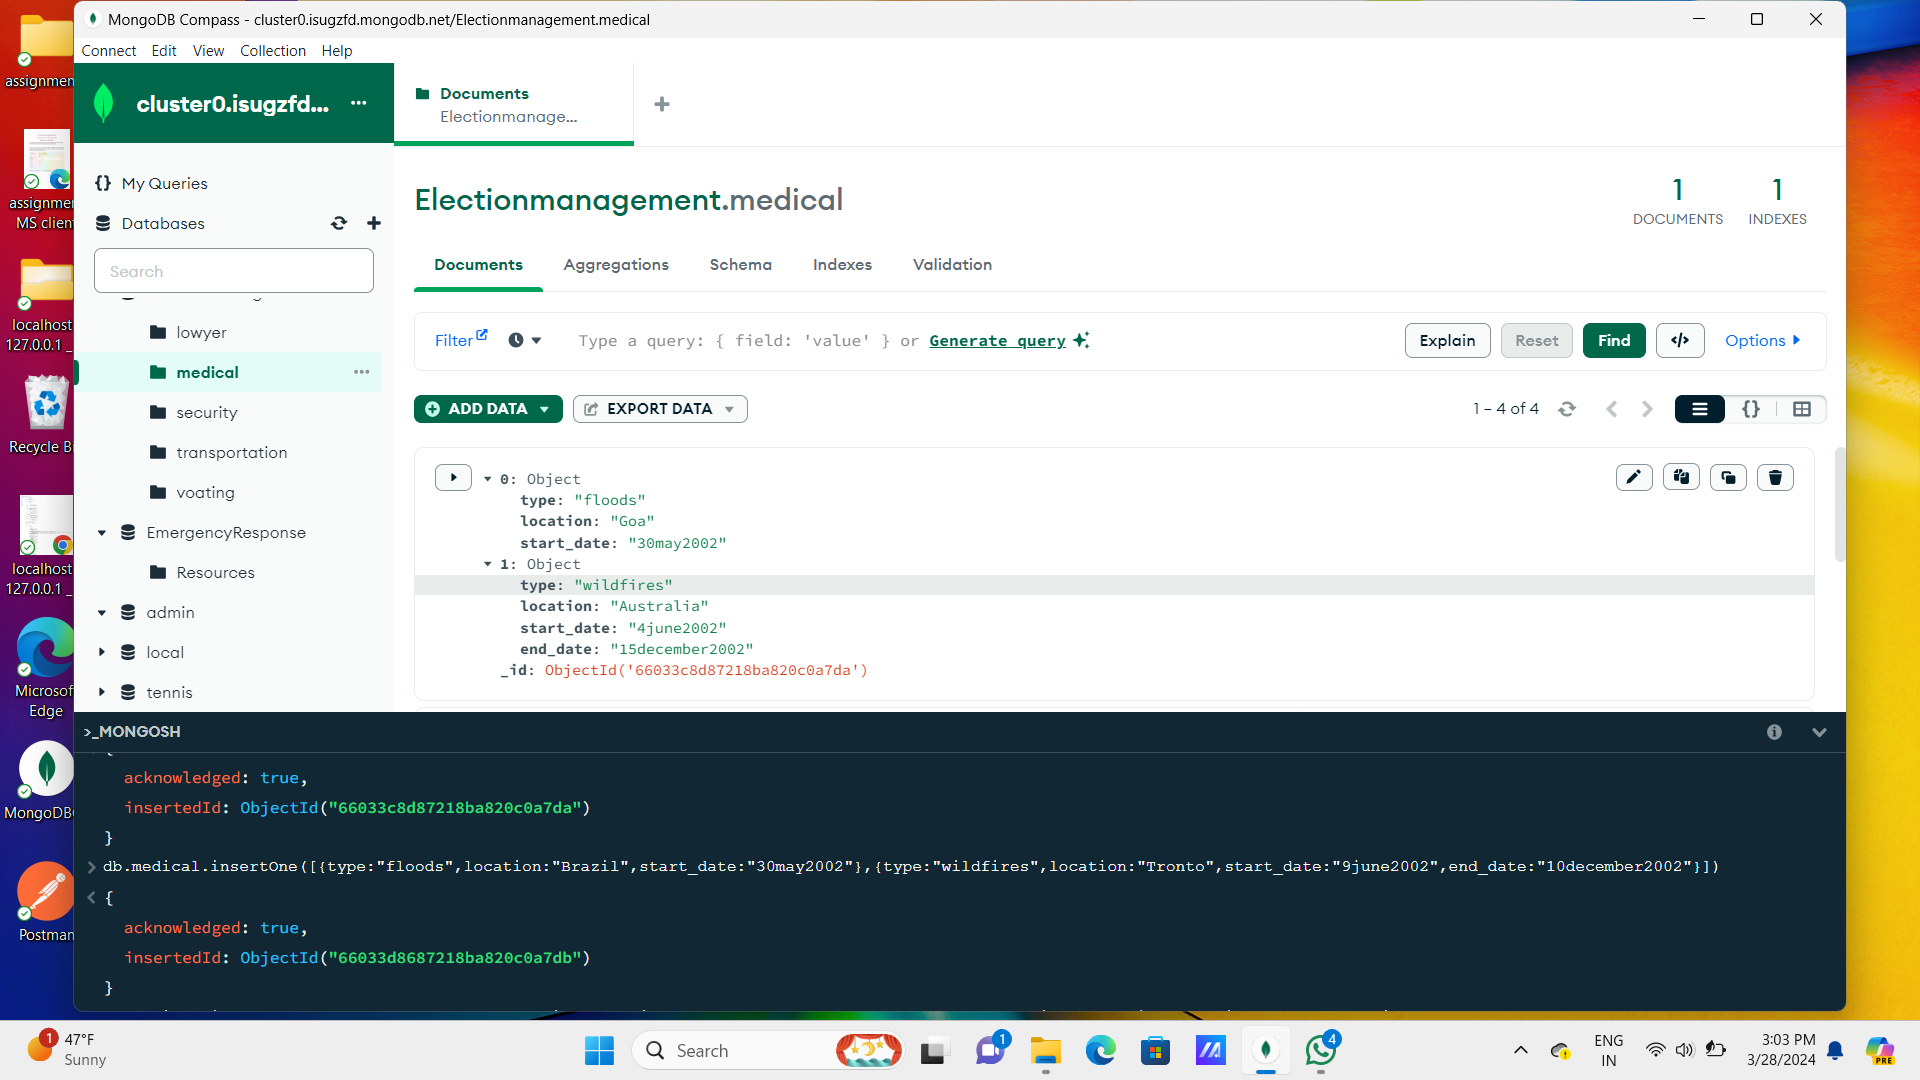 MongoDB Compass - cluster0.isugzfd.mongodb.net/Electionmanagement.medical
Connect Edit View Collection Help
cluster0.isugzfd...
Documents
Electionmanage...
My Queries
Databases
Search
lowyer
medical
security
transportation
voating
EmergencyResponse
Resources
admin
local
tennis
Electionmanagement.medical
1
DOCUMENTS
1
INDEXES
Documents Aggregations Schema Indexes Validation
Filter
Type a query: { field: 'value' } or Generate query
Explain Reset Find </> Options
ADD DATA EXPORT DATA
1 – 4 of 4
{}
0: Object
type: "floods"
location: "Goa"
start_date: "30may2002"
1: Object
type: "wildfires"
location: "Australia"
start_date: "4june2002"
end_date: "15december2002"
_id: ObjectId('66033c8d87218ba820c0a7da')
>_MONGOSH
acknowledged: true,
insertedId: ObjectId("66033c8d87218ba820c0a7da")
}
db.medical.insertOne([{type:"floods",location:"Brazil",start_date:"30may2002"},{type:"wildfires",location:"Tronto",start_date:"9june2002",end_date:"10december2002"}])
{
acknowledged: true,
insertedId: ObjectId("66033d8687218ba820c0a7db")
}
assignmen
assignmen
MS clien
localhost
127.0.0.1 _
Recycle B
localhost
127.0.0.1 _
Microsof
Edge
MongoDB
Postman
1
47°F
Sunny
Search
1
4
PRE
ENG
IN
3:03 PM
3/28/2024